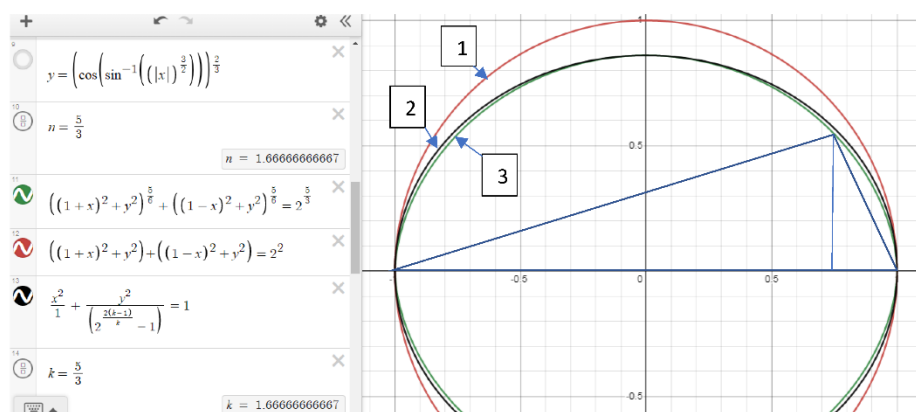 9
y = (cos(sin⁻¹((|x|)^(3/2))))^(2/3)
10
n = 5/3
n = 1.66666666667
11
((1 + x)² + y²)^(5/6) + ((1 − x)² + y²)^(5/6) = 2^(5/3)
12
((1 + x)² + y²) + ((1 − x)² + y²) = 2²
13
x²/1 + y²/(2^(2(k−1)/k) − 1) = 1
14
k = 5/3
k = 1.66666666667
1
2
3
1
0.5
-0.5
0
0.5
-0.5